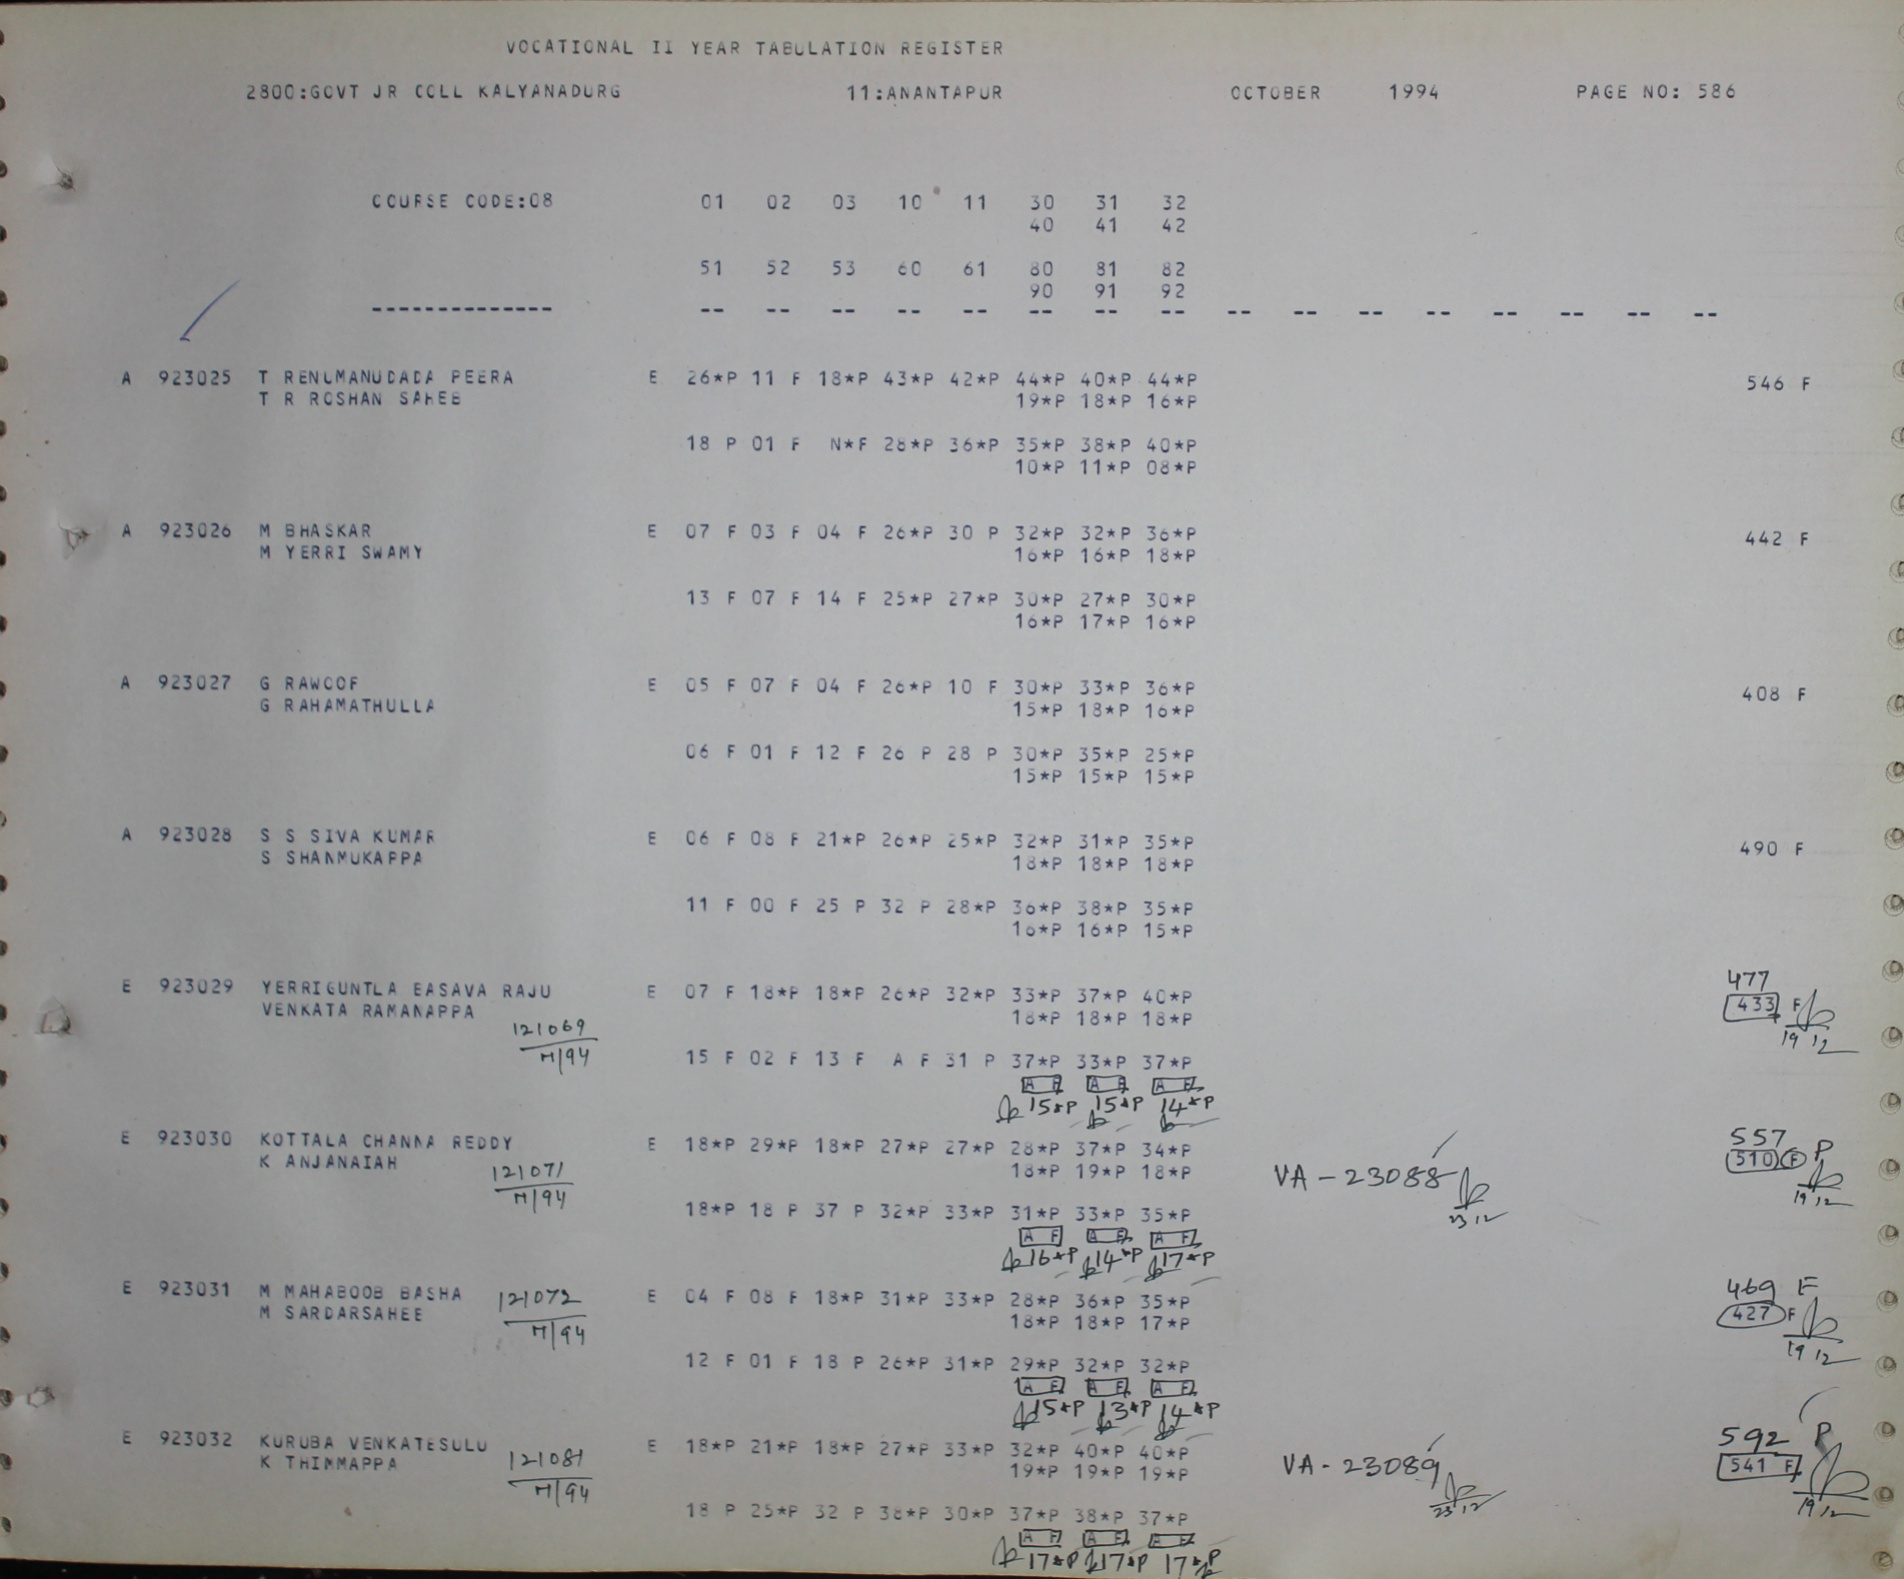 VOCATIONAL II YEAR TABULATION REGISTER
2800:GOVT JR COLL KALYANADURG 11:ANANTAPUR OCTOBER 1994 PAGE NO: 586
COURSE CODE:08 01 02 03 10 11 30 31 32
40 41 42
51 52 53 60 61 80 81 82
90 91 92
-------------- -- -- -- -- -- -- -- -- -- -- -- -- -- -- -- --
A 923025 T RENUMANUDADA PEERA E 26*P 11 F 18*P 43*P 42*P 44*P 40*P 44*P 546 F
T R ROSHAN SAHEB 19*P 18*P 16*P
18 P 01 F N*F 28*P 36*P 35*P 38*P 40*P
10*P 11*P 08*P
A 923026 M BHASKAR E 07 F 03 F 04 F 26*P 30 P 32*P 32*P 36*P 442 F
M YERRI SWAMY 16*P 16*P 18*P
13 F 07 F 14 F 25*P 27*P 30*P 27*P 30*P
16*P 17*P 16*P
A 923027 G RAWOOF E 05 F 07 F 04 F 26*P 10 F 30*P 33*P 36*P 408 F
G RAHAMATHULLA 15*P 18*P 16*P
06 F 01 F 12 F 26 P 28 P 30*P 35*P 25*P
15*P 15*P 15*P
A 923028 S S SIVA KUMAR E 06 F 08 F 21*P 26*P 25*P 32*P 31*P 35*P 490 F
S SHANMUKAPPA 18*P 18*P 18*P
11 F 00 F 25 P 32 P 28*P 36*P 38*P 35*P
16*P 16*P 15*P
477
E 923029 YERRIGUNTLA BASAVA RAJU E 07 F 18*P 18*P 26*P 32*P 33*P 37*P 40*P 433 F
VENKATA RAMANAPPA 18*P 18*P 18*P
121069 19 12
M/94 15 F 02 F 13 F A F 31 P 37*P 33*P 37*P
A F A F A F
15*P 15*P 14*P
557 P
E 923030 KOTTALA CHANNA REDDY E 18*P 29*P 18*P 27*P 27*P 28*P 37*P 34*P 510 F
K ANJANAIAH 18*P 19*P 18*P VA-23088
121071 19 12
M/94 18*P 18 P 37 P 32*P 33*P 31*P 33*P 35*P 23 12
A F A F A F
16*P 14*P 17*P
469 F
E 923031 M MAHABOOB BASHA 121072 E 04 F 08 F 18*P 31*P 33*P 28*P 36*P 35*P 427 F
M SARDARSAHEE M/94 18*P 18*P 17*P
19 12
12 F 01 F 18 P 26*P 31*P 29*P 32*P 32*P
A F A F A F
15*P 13*P 14*P
592 P
E 923032 KURUBA VENKATESULU E 18*P 21*P 18*P 27*P 33*P 32*P 40*P 40*P 541 F
K THIMMAPPA 121081 19*P 19*P 19*P VA-23089
M/94 23 12 19 12
18 P 25*P 32 P 38*P 30*P 37*P 38*P 37*P
A F A F A F
17*P 17*P 17*P